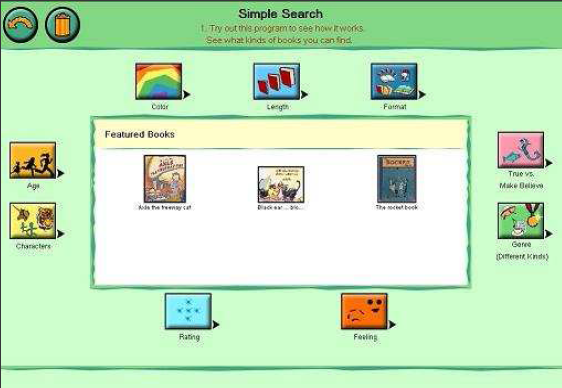 Simple Search
1. Try out this program to see how it works.
See what kinds of books you can find.
Color
Length
Format
Featured Books
Age
True vs.
Make Believe
Axle the freeway cat
Black ear ... blo...
The rocket book
ROCKET
Characters
Genre
(Different Kinds)
Rating
Feeling